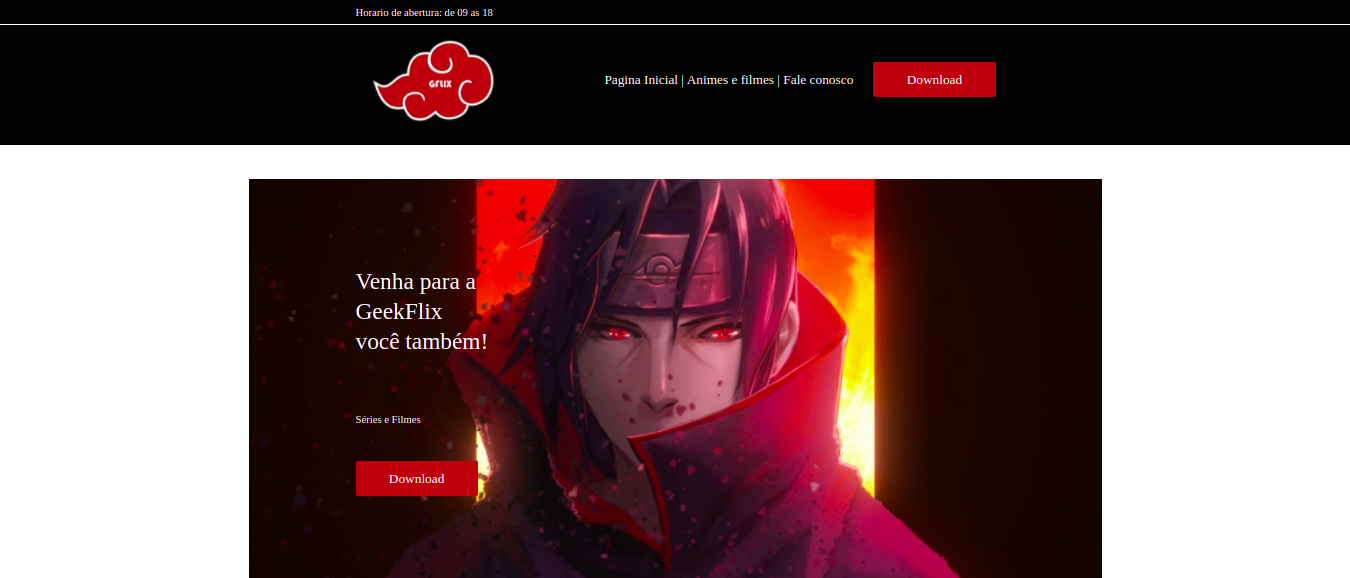 Horario de abertura: de 09 as 18
GFLIX
Pagina Inicial | Animes e filmes | Fale conosco
Download
Venha para a
GeekFlix
você também!
Séries e Filmes
Download